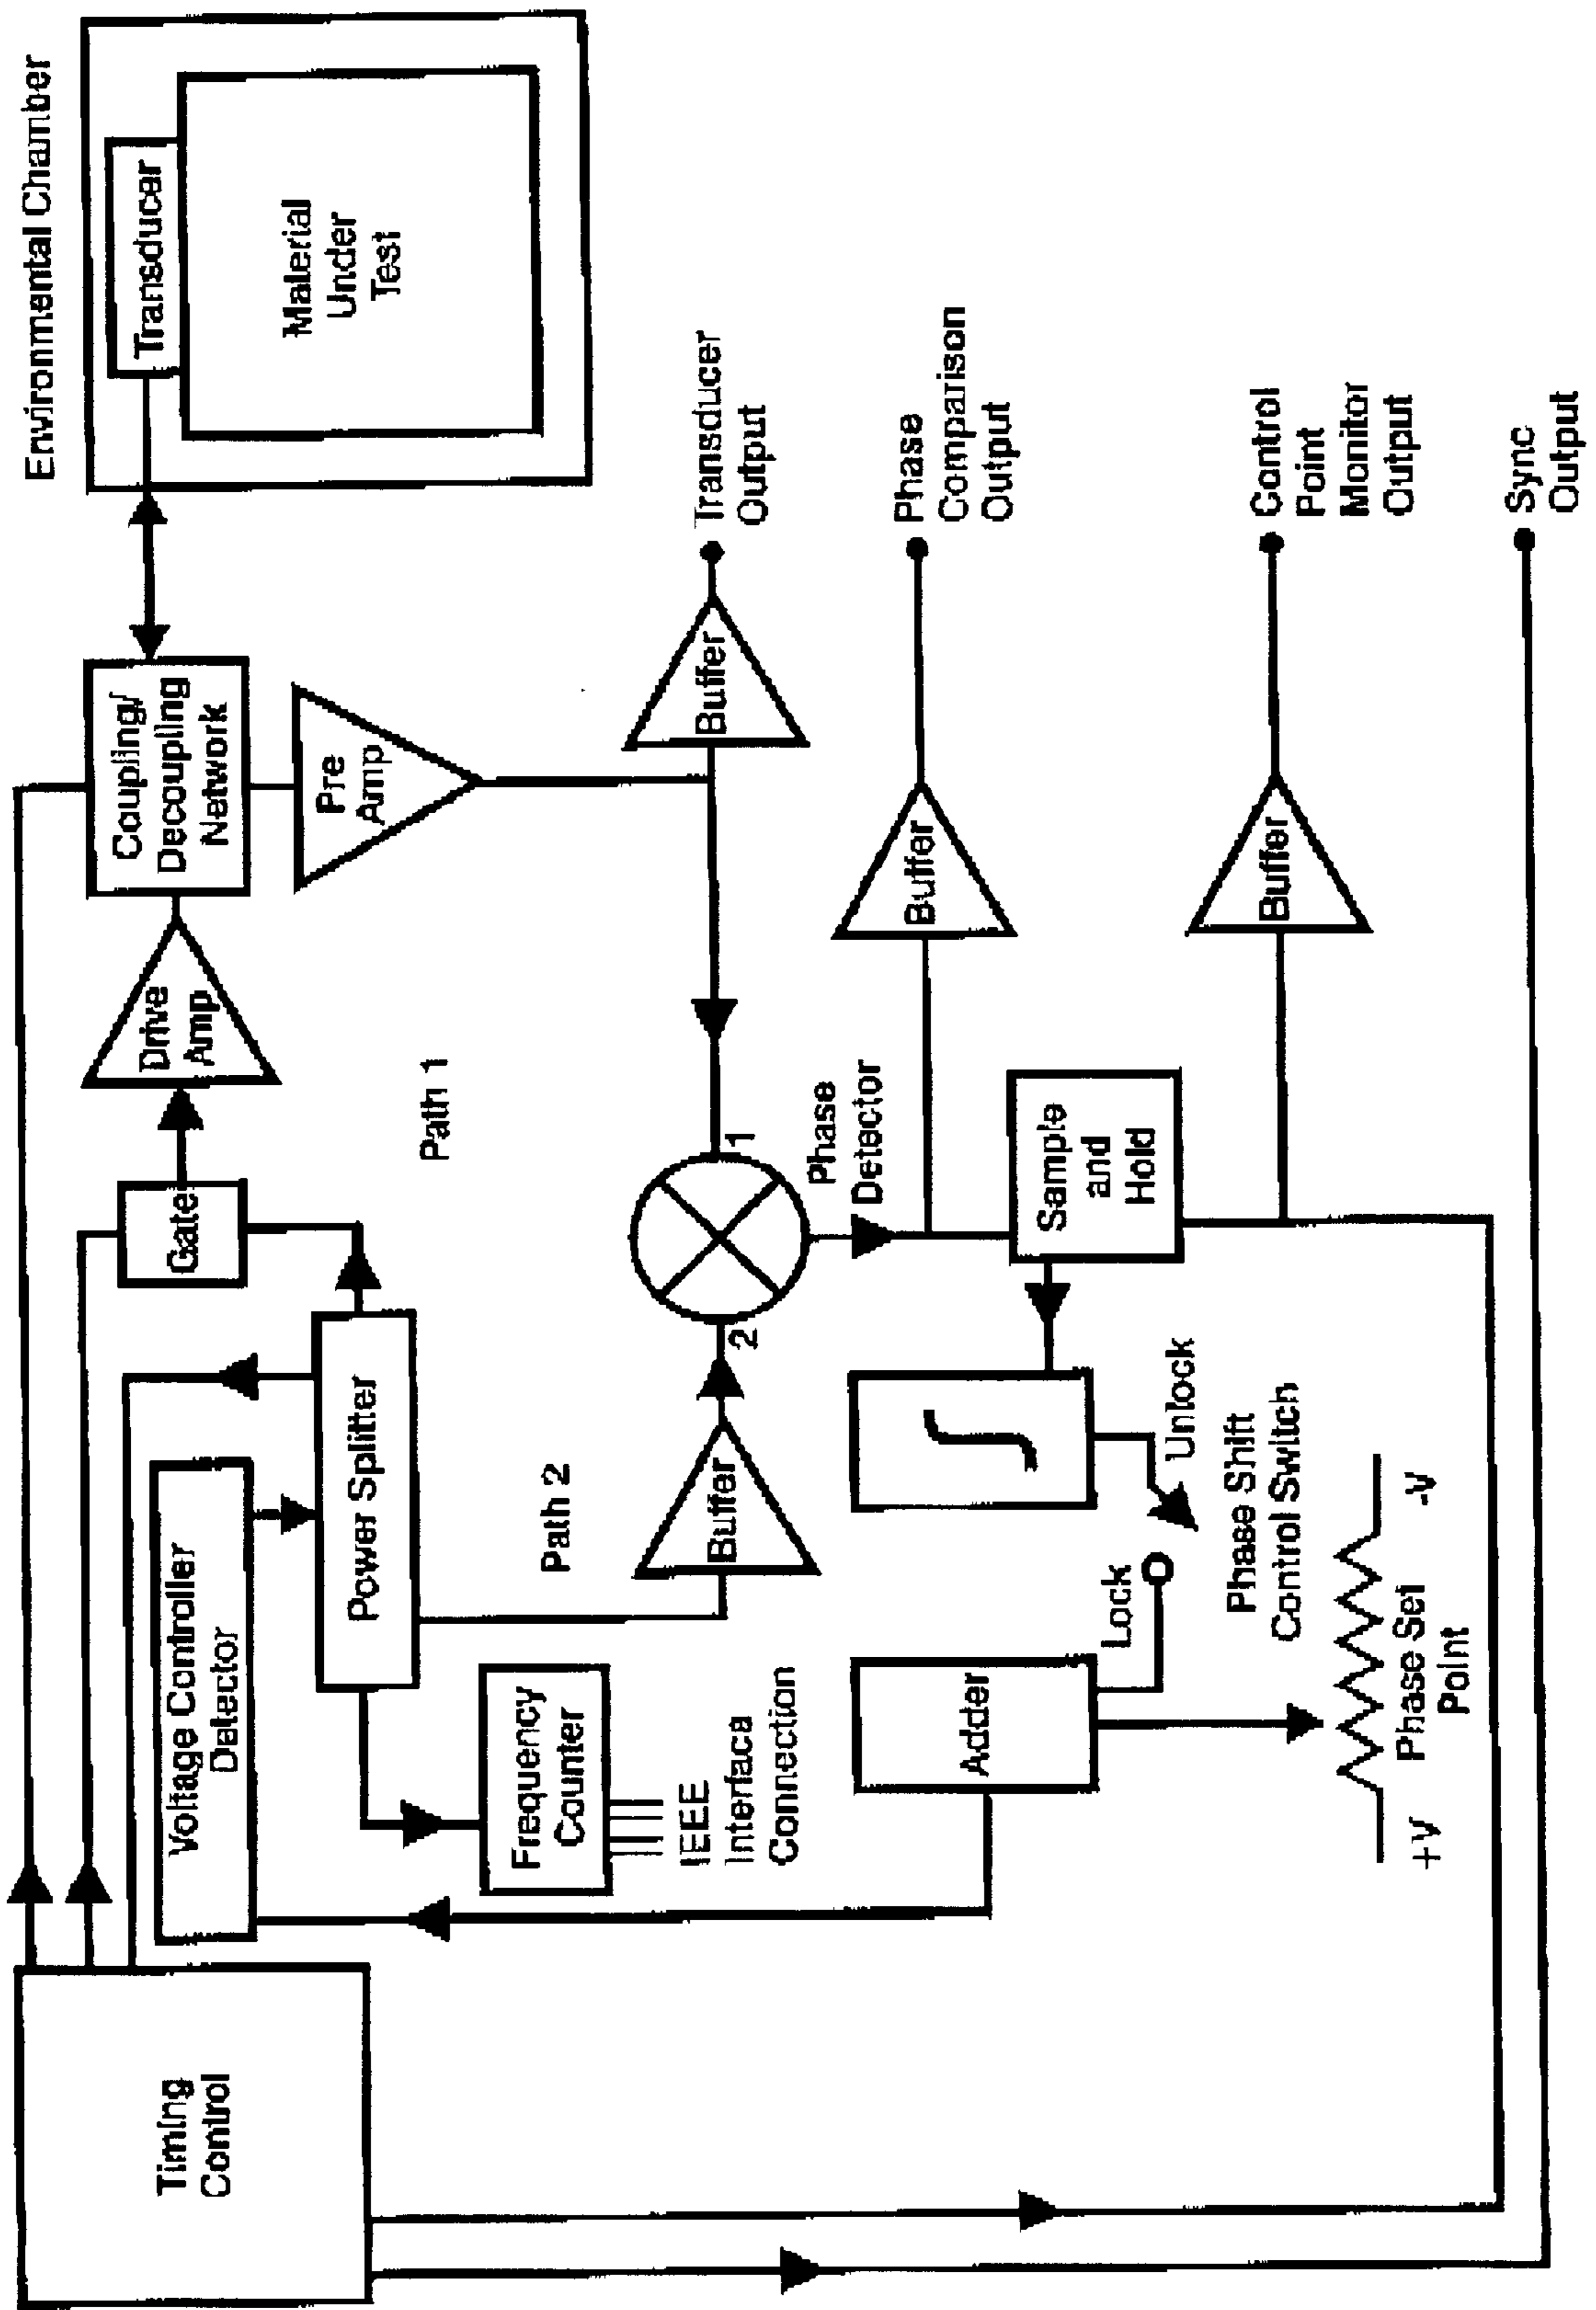 Timing
Control
Voltage Controller
Detector
Power Splitter
Gate
Drive
Amp
Coupling/
Decoupling
Network
Environmental Chamber
Transducer
Material
Under
Test
Pre
Amp
Path 1
Path 2
Frequency
Counter
IEEE
Interface
Connection
Buffer
2
1
Phase
Detector
Buffer
Transducer
Output
Buffer
Phase
Comparison
Output
Sample
and
Hold
Buffer
Control
Point
Monitor
Output
Adder
Lock
Unlock
Phase Shift
Control Switch
+V
-V
Phase Set
Point
Sync
Output